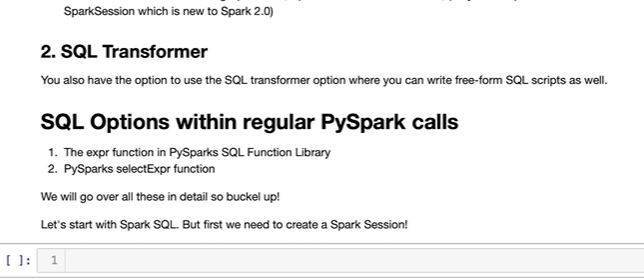 SparkSession which is new to Spark 2.0)
2. SQL Transformer
You also have the option to use the SQL transformer option where you can write free-form SQL scripts as well.
SQL Options within regular PySpark calls
1. The expr function in PySparks SQL Function Library
2. PySparks selectExpr function
We will go over all these in detail so buckel up!
Let's start with Spark SQL. But first we need to create a Spark Session!
[ ]: 1